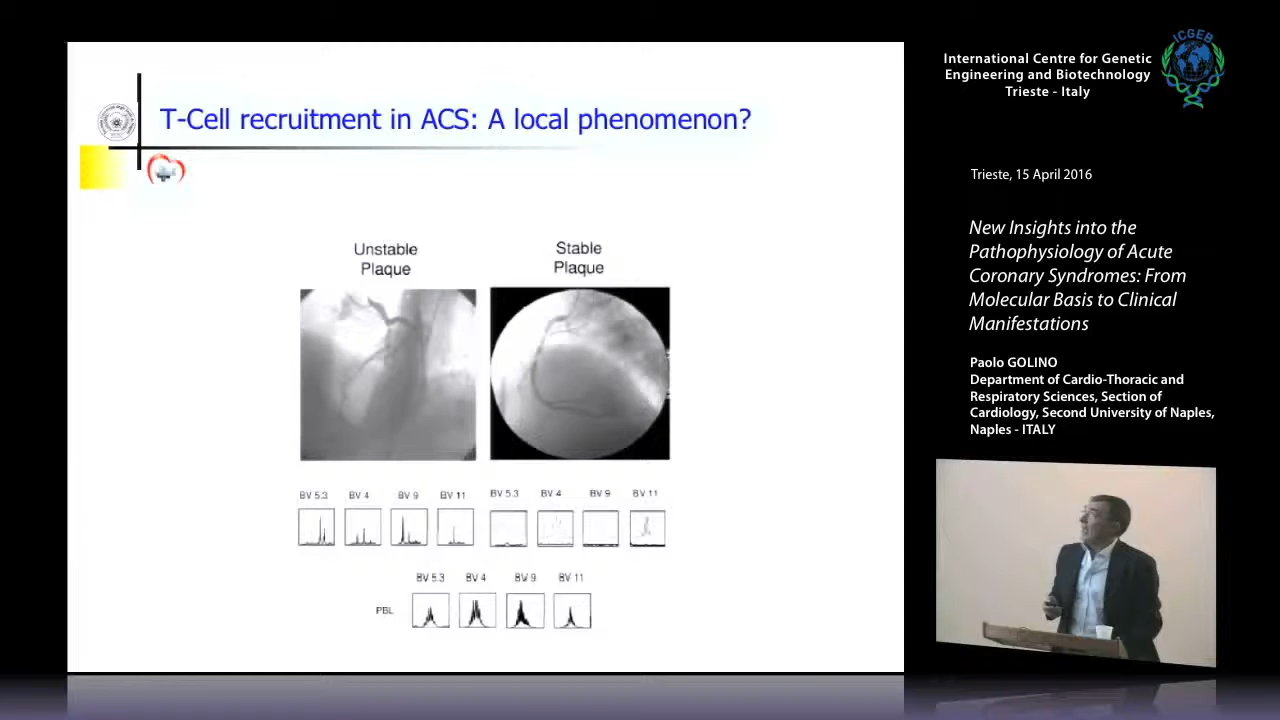 T-Cell recruitment in ACS: A local phenomenon?
Unstable
Plaque
Stable
Plaque
BV 5.3 BV 4 BV 9 BV 11 BV 5.3 BV 4 BV 9 BV 11
BV 5.3 BV 4 BV 9 BV 11
PBL
International Centre for Genetic
Engineering and Biotechnology
Trieste - Italy
ICGEB
Trieste, 15 April 2016
New Insights into the
Pathophysiology of Acute
Coronary Syndromes: From
Molecular Basis to Clinical
Manifestations
Paolo GOLINO
Department of Cardio-Thoracic and
Respiratory Sciences, Section of
Cardiology, Second University of Naples,
Naples - ITALY